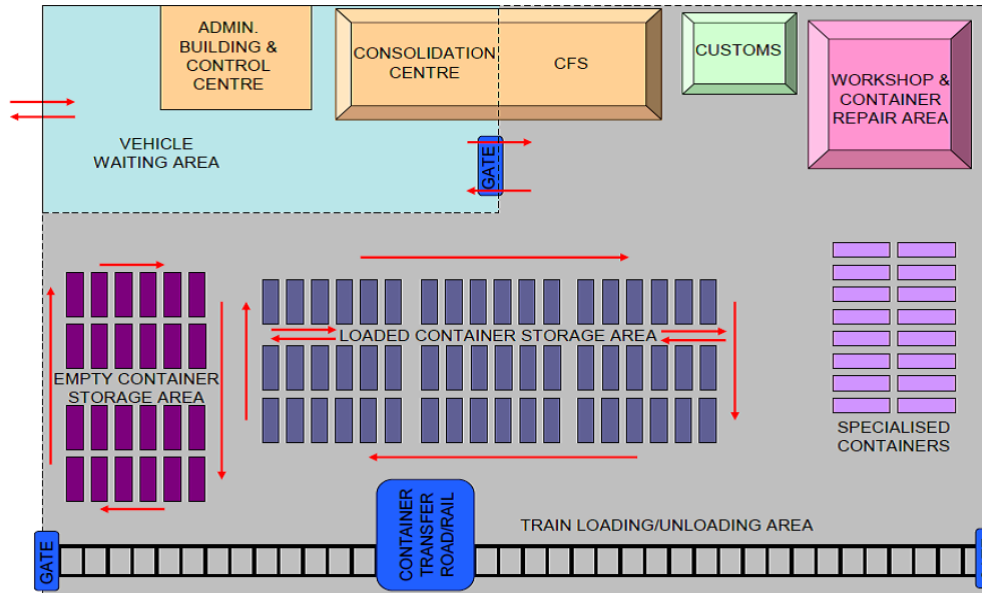 ADMIN.
BUILDING &
CONTROL
CENTRE
CONSOLIDATION
CENTRE
CFS
CUSTOMS
WORKSHOP &
CONTAINER
REPAIR AREA
VEHICLE
WAITING AREA
GATE
LOADED CONTAINER STORAGE AREA
EMPTY CONTAINER
STORAGE AREA
SPECIALISED
CONTAINERS
CONTAINER
TRANSFER
ROAD/RAIL
TRAIN LOADING/UNLOADING AREA
GATE